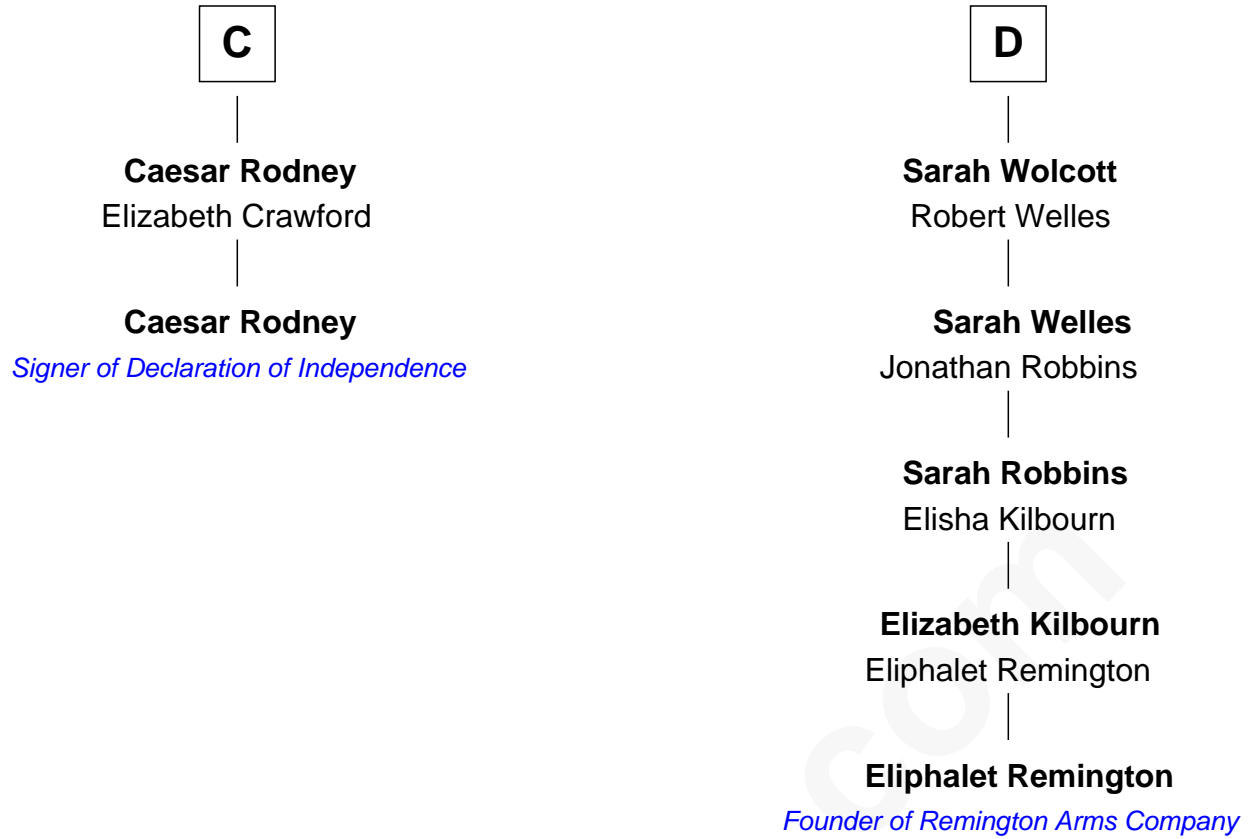 C
Caesar Rodney
Elizabeth Crawford
Caesar Rodney
Signer of Declaration of Independence
D
Sarah Wolcott
Robert Welles
Sarah Welles
Jonathan Robbins
Sarah Robbins
Elisha Kilbourn
Elizabeth Kilbourn
Eliphalet Remington
Eliphalet Remington
Founder of Remington Arms Company
com